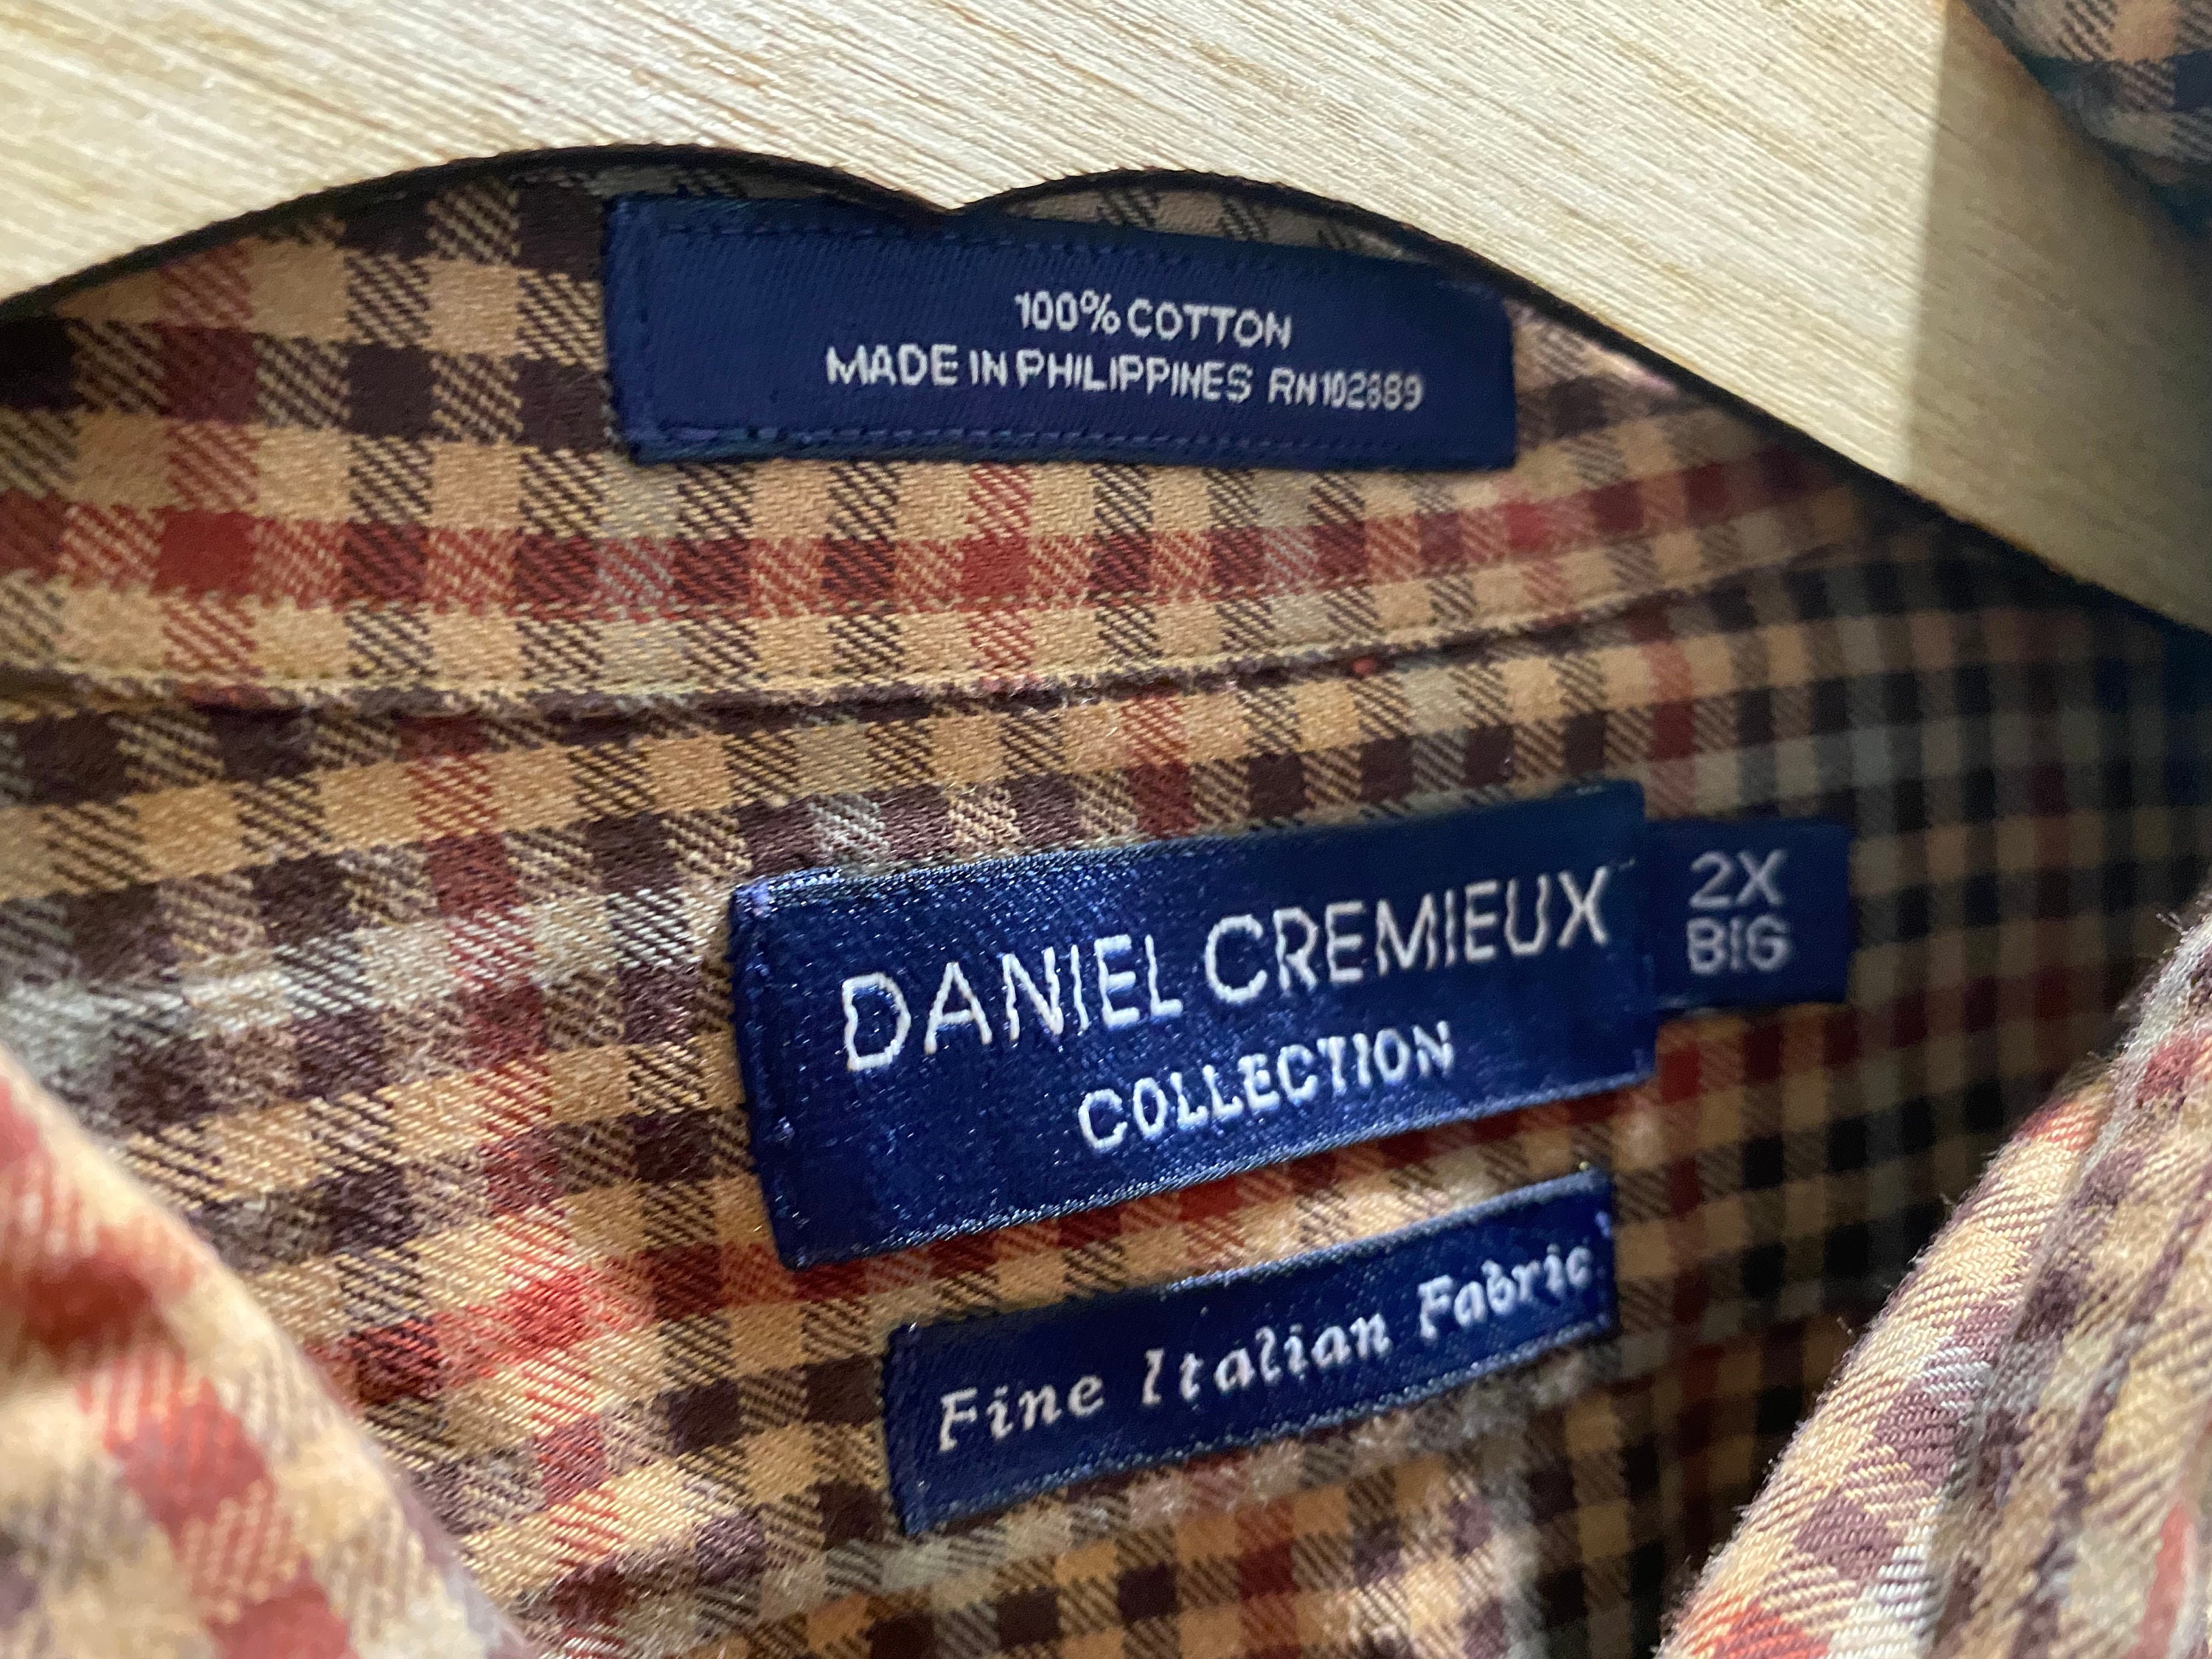 100% COTTON
MADE IN PHILIPPINES RN102889
DANIEL CREMIEUX
COLLECTION
2X
BIG
Fine Italian Fabric